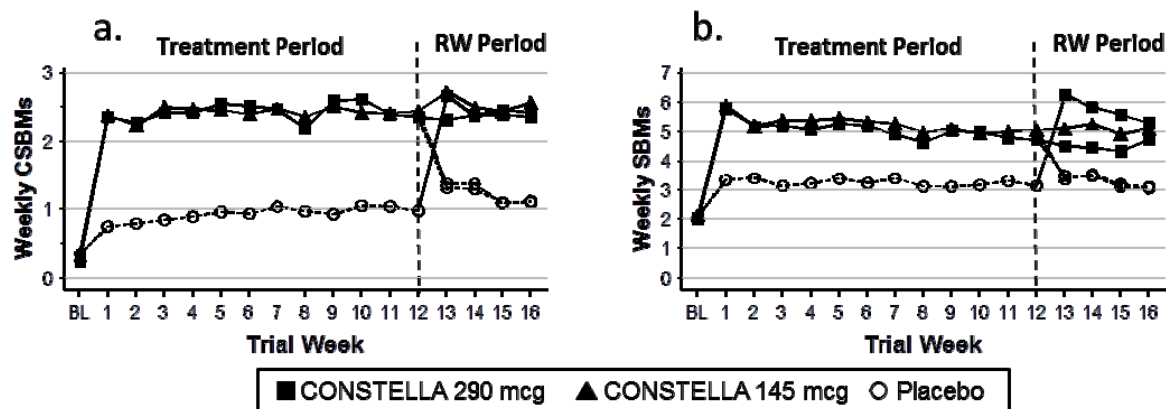 a.
Treatment Period
RW Period
Weekly CSBMs
3
2
1
0
BL 1 2 3 4 5 6 7 8 9 10 11 12 13 14 15 16
Trial Week
b.
Treatment Period
RW Period
Weekly SBMs
7
6
5
4
3
2
1
0
BL 1 2 3 4 5 6 7 8 9 10 11 12 13 14 15 16
Trial Week
CONSTELLA 290 mcg CONSTELLA 145 mcg Placebo